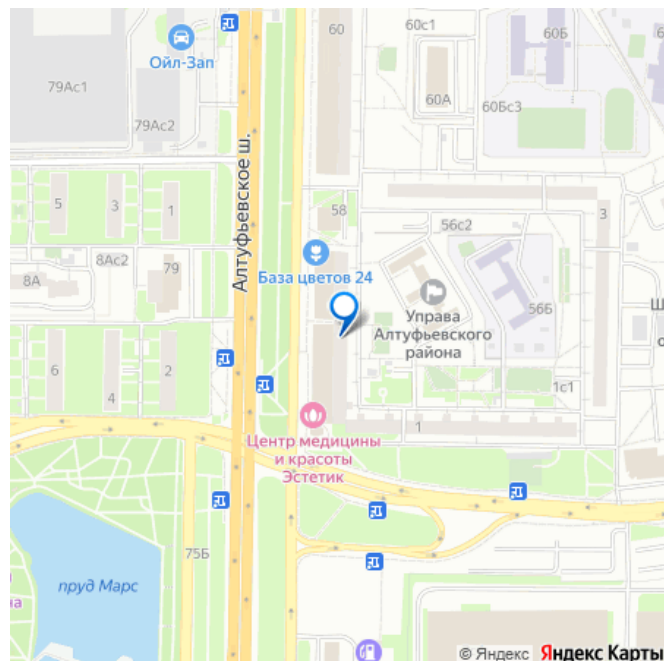 60
60с1
60Б
Ойл-Зап
79Ас1
60А
60Бс3
79Ас2
Алтуфьевское ш.
5
3
1
58
3
56с2
8Ас2
79
8А
База цветов 24
Управа
Алтуфьевского
района
56Б
Ш
о
6
4
2
1с1
1
Центр медицины
и красоты
Эстетик
75Б
пруд Марс
на
© Яндекс Яндекс Карты